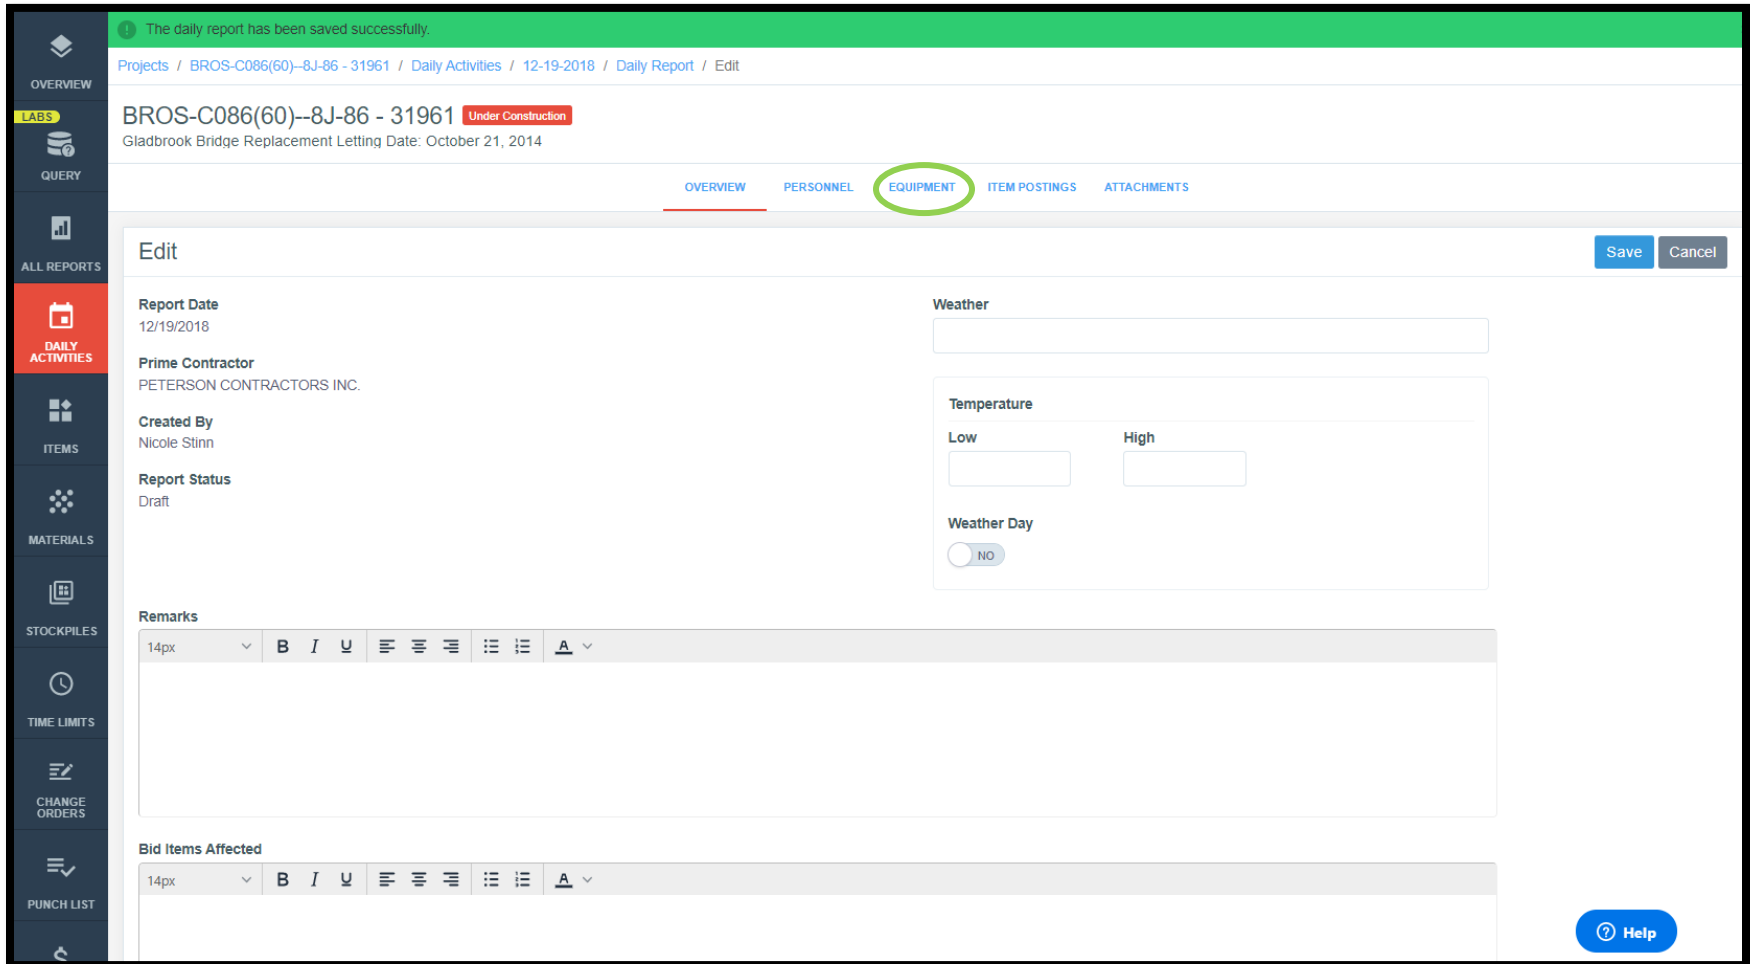 The daily report has been saved successfully.
Projects / BROS-C086(60)--8J-86 - 31961 / Daily Activities / 12-19-2018 / Daily Report / Edit
BROS-C086(60)--8J-86 - 31961 Under Construction
Gladbrook Bridge Replacement Letting Date: October 21, 2014
OVERVIEW PERSONNEL EQUIPMENT ITEM POSTINGS ATTACHMENTS
OVERVIEW
LABS
QUERY
ALL REPORTS
DAILY
ACTIVITIES
ITEMS
MATERIALS
STOCKPILES
TIME LIMITS
CHANGE
ORDERS
PUNCH LIST
Edit
Save Cancel
Report Date
12/19/2018
Prime Contractor
PETERSON CONTRACTORS INC.
Created By
Nicole Stinn
Report Status
Draft
Weather
Temperature
Low High
Weather Day
NO
Remarks
14px B I U A
Bid Items Affected
14px B I U A
Help